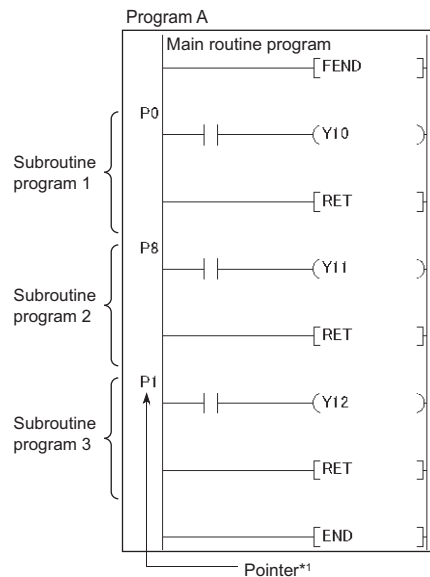 Program A
Main routine program
[FEND ]
P0
(Y10 )
Subroutine
program 1
[RET ]
P8
(Y11 )
Subroutine
program 2
[RET ]
P1
(Y12 )
Subroutine
program 3
[RET ]
[END ]
Pointer*1